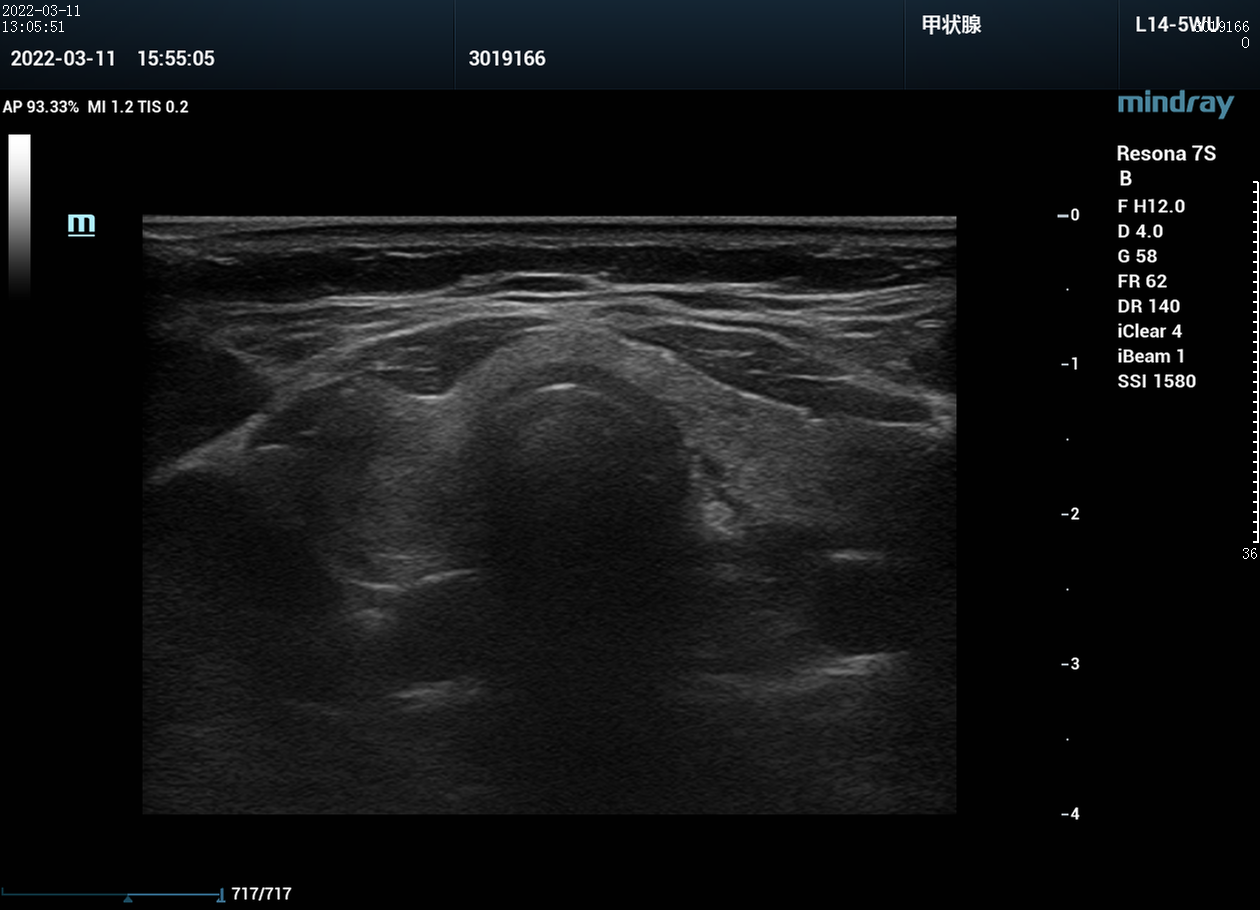 2022-03-11
13:05:51
2022-03-11 15:55:05
3019166
甲状腺
L14-5WU
3019166
0
AP 93.33% MI 1.2 TIS 0.2
mindray
m
Resona 7S
B
F H12.0
D 4.0
G 58
FR 62
DR 140
iClear 4
iBeam 1
SSI 1580
0
-1
-2
-3
-4
36
717/717